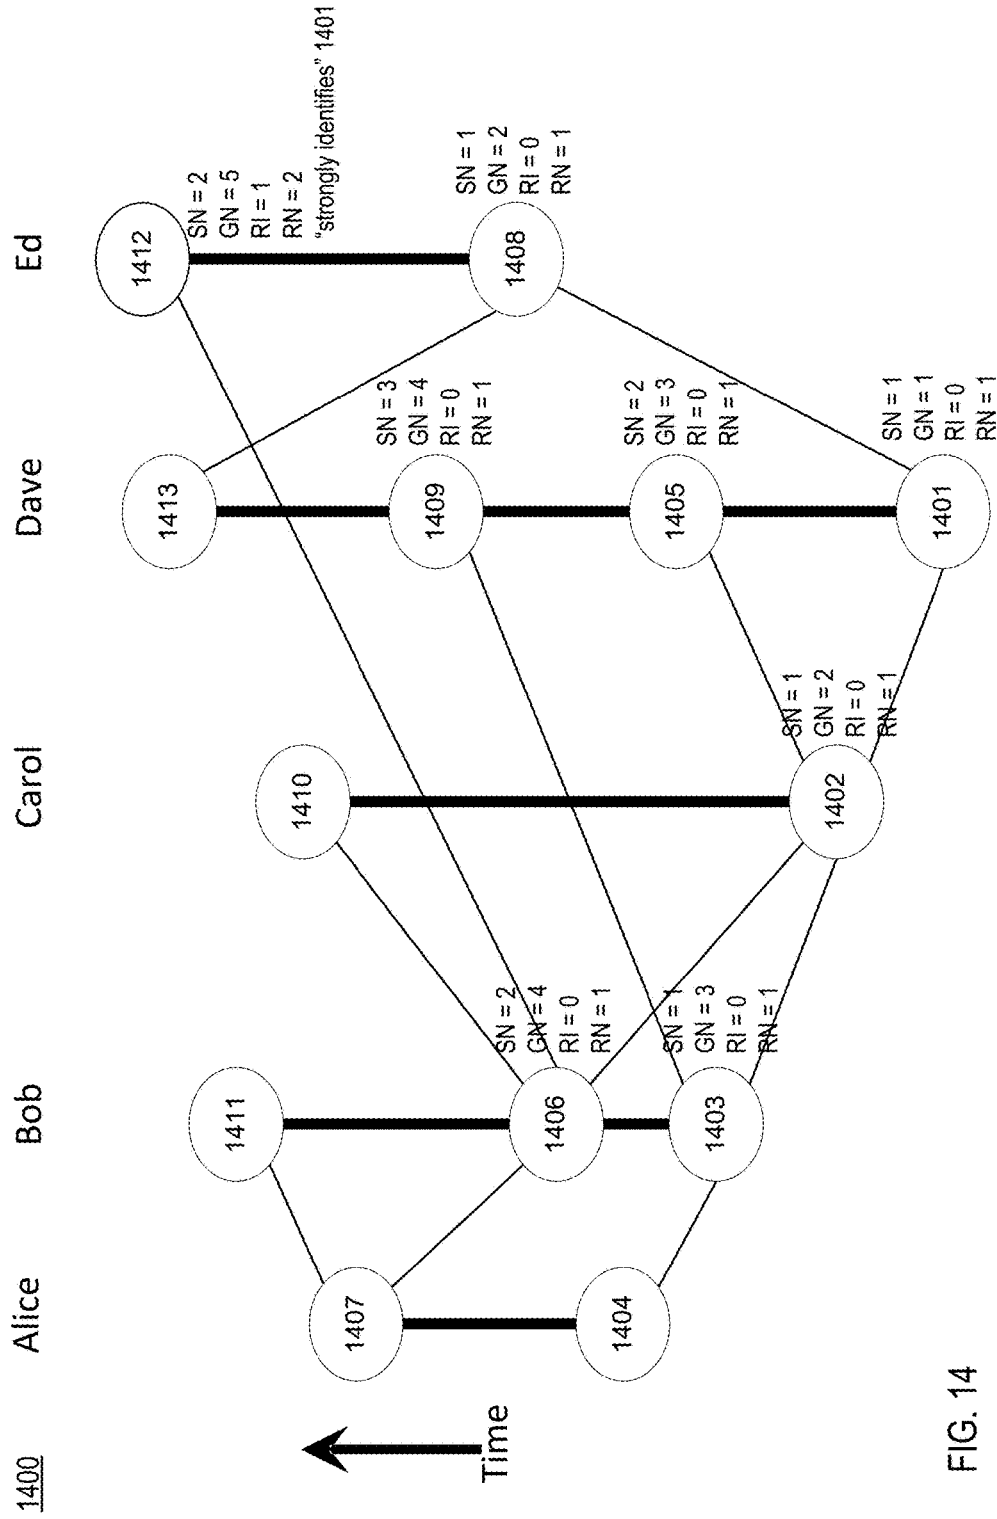 1400
Alice
Bob
Carol
Dave
Ed
Time
1412
SN = 2
GN = 5
RI = 1
RN = 2
"strongly identifies" 1401
1413
1411
1410
1407
1409
SN = 3
GN = 4
RI = 0
RN = 1
1408
SN = 1
GN = 2
RI = 0
RN = 1
1406
SN = 2
GN = 4
RI = 0
RN = 1
1404
1405
SN = 2
GN = 3
RI = 0
RN = 1
1403
SN = 1
GN = 3
RI = 0
RN = 1
1402
SN = 1
GN = 2
RI = 0
RN = 1
1401
SN = 1
GN = 1
RI = 0
RN = 1
FIG. 14